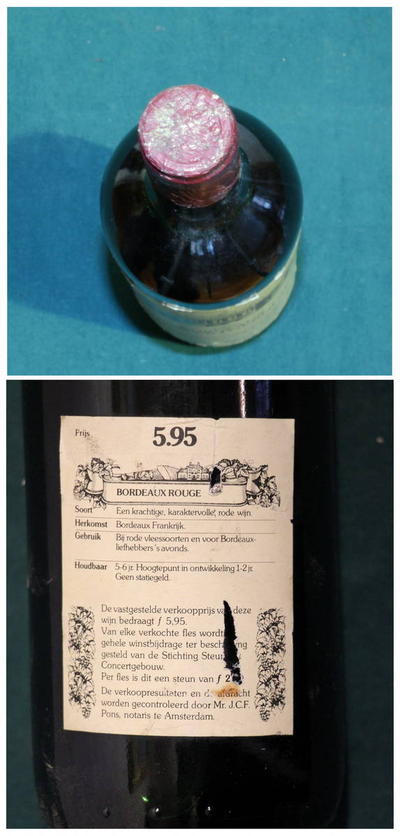 Prijs 5.95
BORDEAUX ROUGE
Soort Een krachtige, karaktervolle, rode wijn.
Herkomst Bordeaux Frankrijk.
Gebruik Bij rode vleessoorten en voor Bordeaux-
liefhebbers 's avonds.
Houdbaar 5-6 jr. Hoogtepunt in ontwikkeling 1-2 jr.
Geen statiegeld.
De vastgestelde verkoopprijs van deze
wijn bedraagt f 5,95.
Van elke verkochte fles wordt
gehele winstbijdrage ter besch ng
gesteld van de Stichting Steun
Concertgebouw.
Per fles is dit een steun van f 2
De verkoopresultaten en de afdracht
worden gecontroleerd door Mr. J.C.F.
Pons, notaris te Amsterdam.